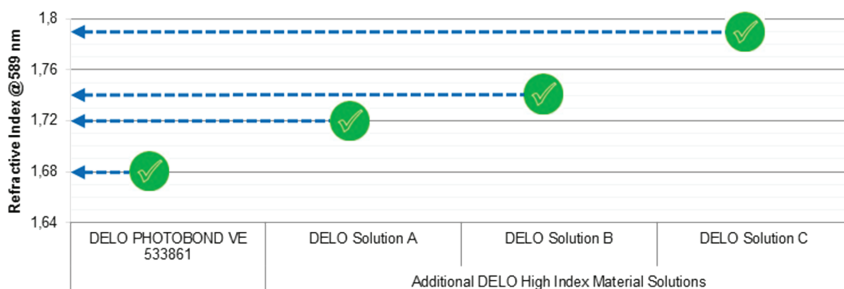 Refractive Index @589 nm
1,8
1,76
1,72
1,68
1,64
DELO PHOTOBOND VE
533861
DELO Solution A
DELO Solution B
DELO Solution C
Additional DELO High Index Material Solutions